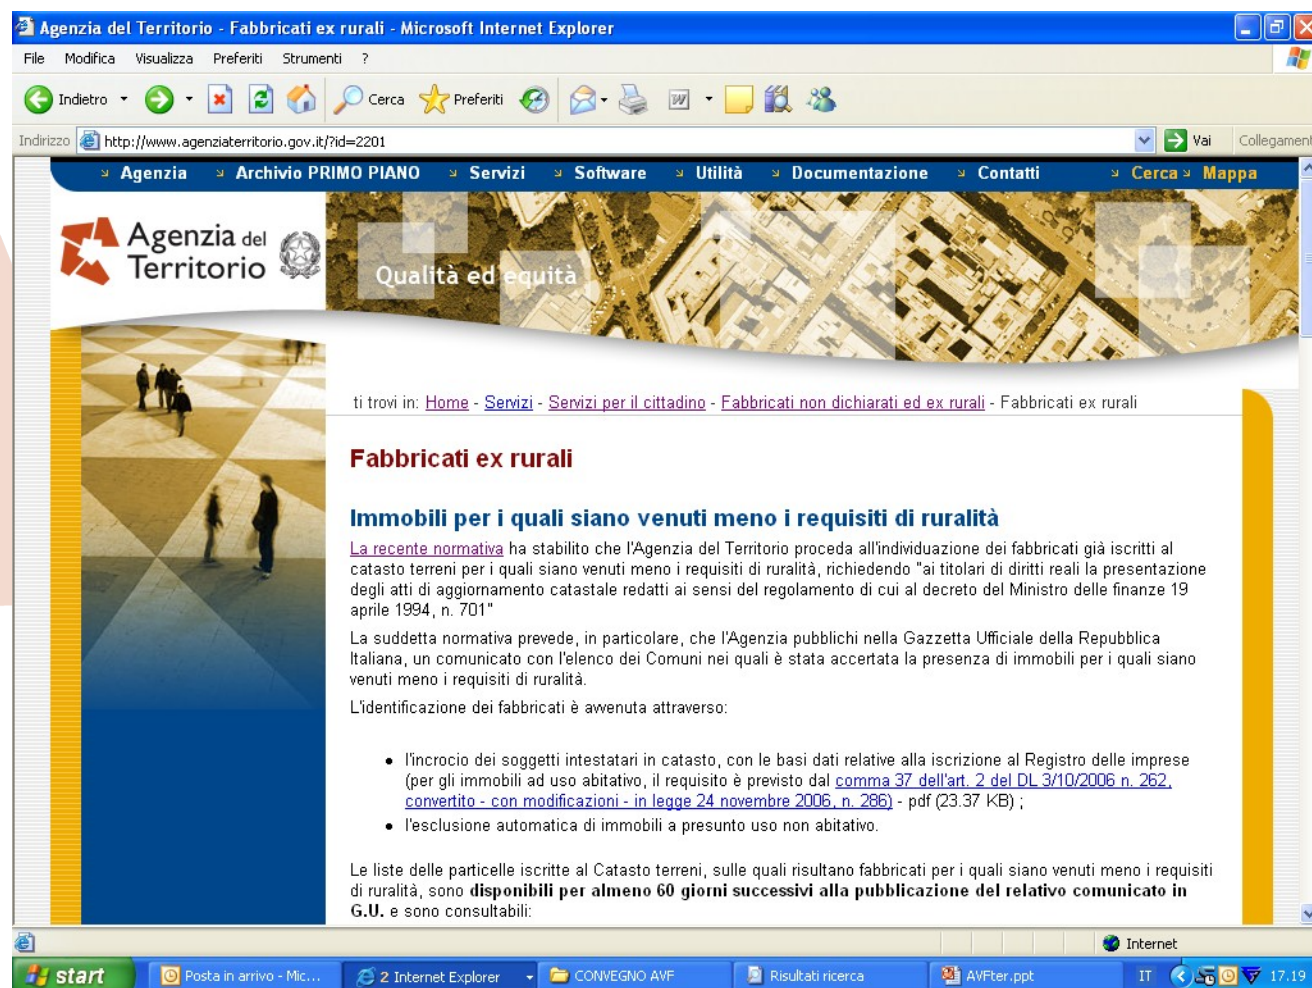 Agenzia del Territorio - Fabbricati ex rurali - Microsoft Internet Explorer
File Modifica Visualizza Preferiti Strumenti ?
Indietro Cerca Preferiti
Indirizzo http://www.agenziaterritorio.gov.it/?id=2201 Vai Collegament
Agenzia Archivio PRIMO PIANO Servizi Software Utilità Documentazione Contatti Cerca Mappa
Agenzia del
Territorio
Qualità ed equità
ti trovi in: Home - Servizi - Servizi per il cittadino - Fabbricati non dichiarati ed ex rurali - Fabbricati ex rurali
Fabbricati ex rurali
Immobili per i quali siano venuti meno i requisiti di ruralità
La recente normativa ha stabilito che l'Agenzia del Territorio proceda all'individuazione dei fabbricati già iscritti al
catasto terreni per i quali siano venuti meno i requisiti di ruralità, richiedendo "ai titolari di diritti reali la presentazione
degli atti di aggiornamento catastale redatti ai sensi del regolamento di cui al decreto del Ministro delle finanze 19
aprile 1994, n. 701"
La suddetta normativa prevede, in particolare, che l'Agenzia pubblichi nella Gazzetta Ufficiale della Repubblica
Italiana, un comunicato con l'elenco dei Comuni nei quali è stata accertata la presenza di immobili per i quali siano
venuti meno i requisiti di ruralità.
L'identificazione dei fabbricati è avvenuta attraverso:
• l'incrocio dei soggetti intestatari in catasto, con le basi dati relative alla iscrizione al Registro delle imprese
(per gli immobili ad uso abitativo, il requisito è previsto dal comma 37 dell'art. 2 del DL 3/10/2006 n. 262,
convertito - con modificazioni - in legge 24 novembre 2006, n. 286) - pdf (23.37 KB) ;
• l'esclusione automatica di immobili a presunto uso non abitativo.
Le liste delle particelle iscritte al Catasto terreni, sulle quali risultano fabbricati per i quali siano venuti meno i requisiti
di ruralità, sono disponibili per almeno 60 giorni successivi alla pubblicazione del relativo comunicato in
G.U. e sono consultabili:
Internet
start Posta in arrivo - Mic... 2 Internet Explorer CONVEGNO AVF Risultati ricerca AVFter.ppt IT 17.19